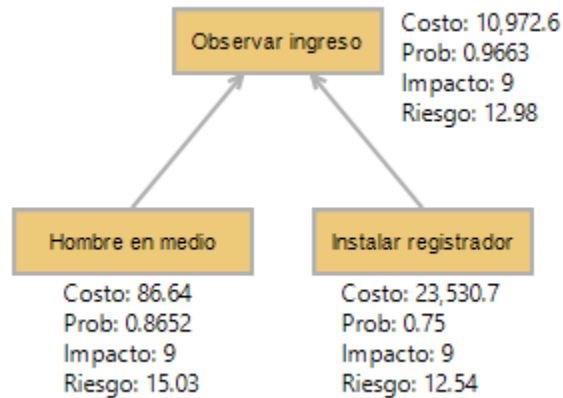 Observar ingreso
Costo: 10,972.6
Prob: 0.9663
Impacto: 9
Riesgo: 12.98
Hombre en medio
Costo: 86.64
Prob: 0.8652
Impacto: 9
Riesgo: 15.03
Instalar registrador
Costo: 23,530.7
Prob: 0.75
Impacto: 9
Riesgo: 12.54